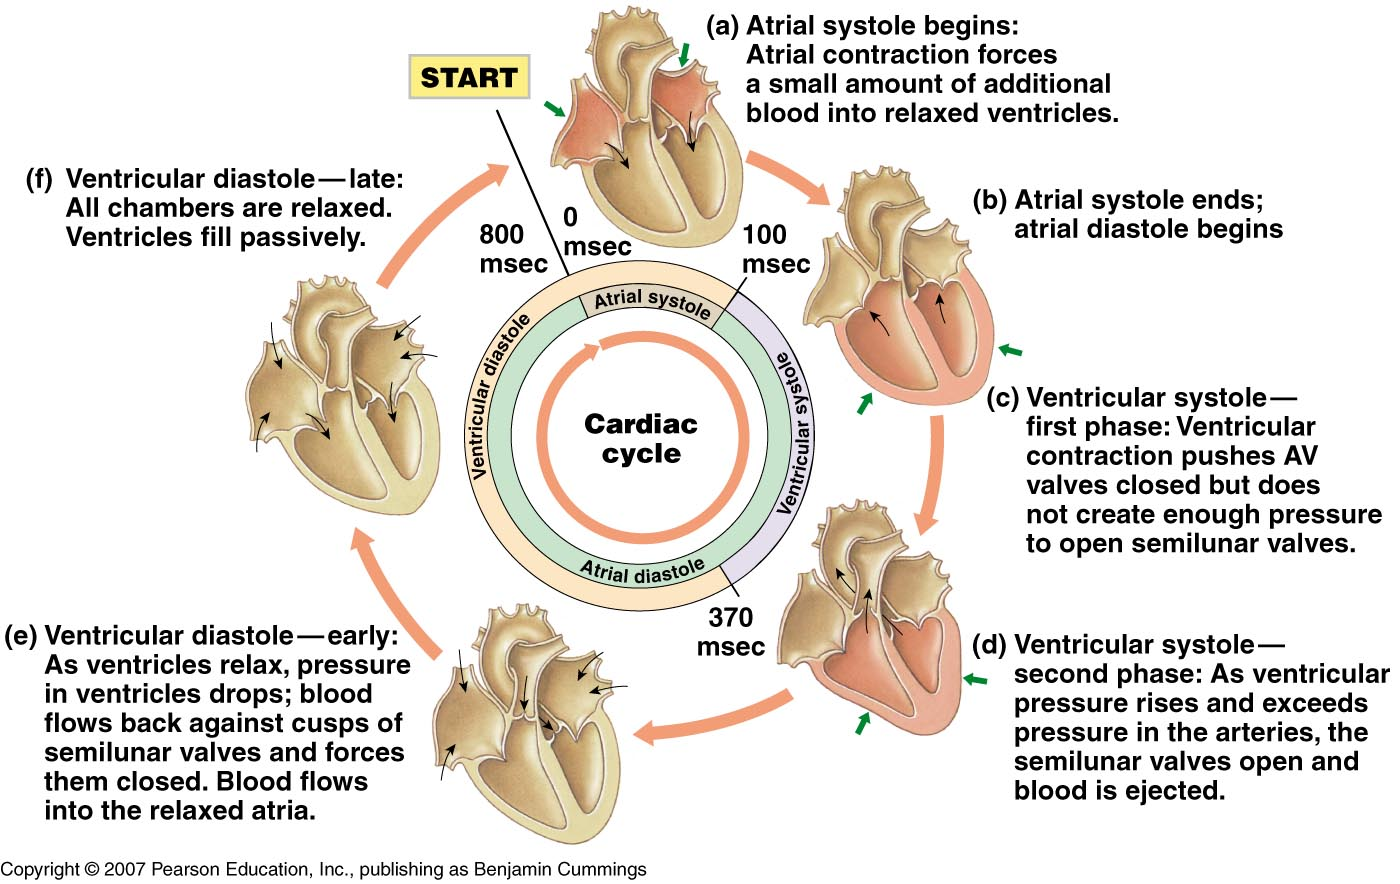 START
(a) Atrial systole begins:
Atrial contraction forces
a small amount of additional
blood into relaxed ventricles.
(b) Atrial systole ends;
atrial diastole begins
(c) Ventricular systole—
first phase: Ventricular
contraction pushes AV
valves closed but does
not create enough pressure
to open semilunar valves.
(d) Ventricular systole—
second phase: As ventricular
pressure rises and exceeds
pressure in the arteries, the
semilunar valves open and
blood is ejected.
(e) Ventricular diastole—early:
As ventricles relax, pressure
in ventricles drops; blood
flows back against cusps of
semilunar valves and forces
them closed. Blood flows
into the relaxed atria.
(f) Ventricular diastole—late:
All chambers are relaxed.
Ventricles fill passively.
800
msec
0
msec
100
msec
370
msec
Atrial systole
Ventricular diastole
Ventricular systole
Atrial diastole
Cardiac
cycle
Copyright © 2007 Pearson Education, Inc., publishing as Benjamin Cummings